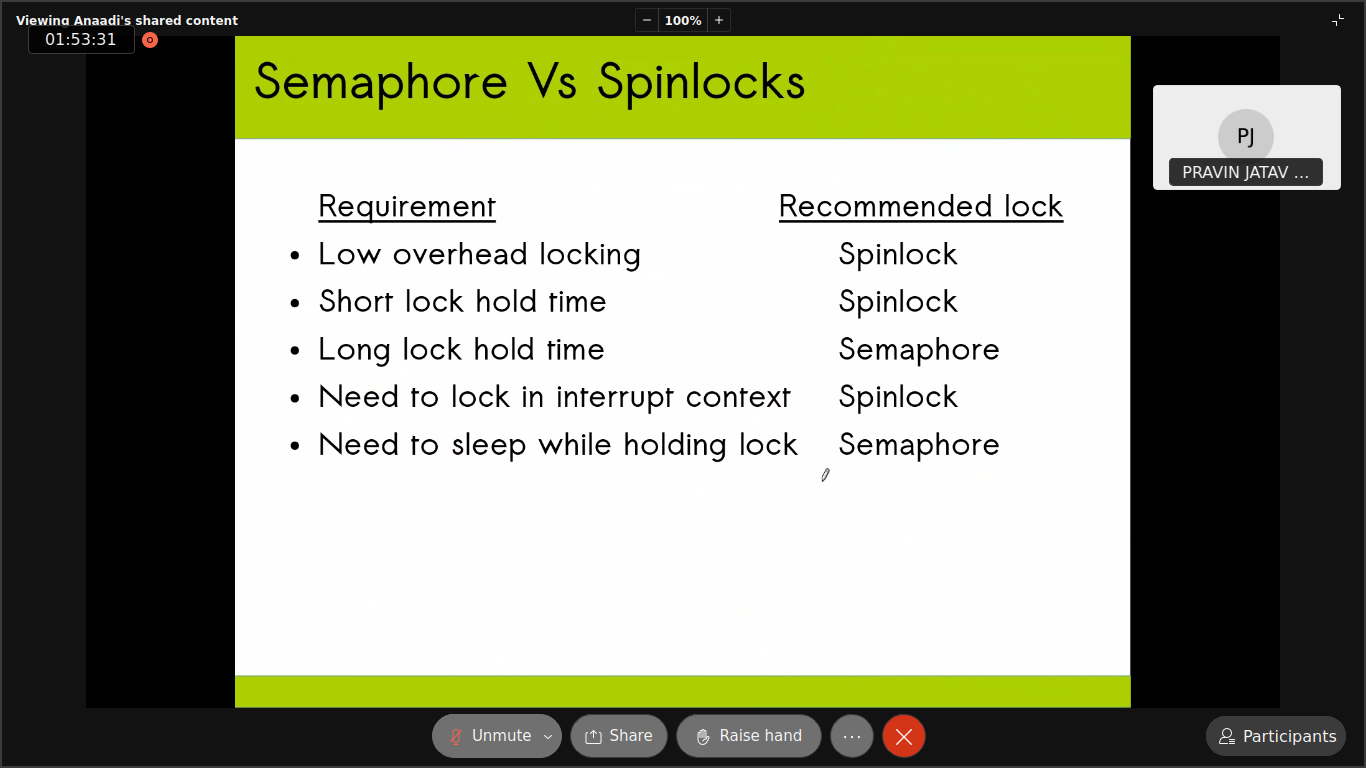 Viewing Anaadi's shared content
− 100% +
01:53:31
Semaphore Vs Spinlocks
PJ
PRAVIN JATAV ...
Requirement Recommended lock
• Low overhead locking Spinlock
• Short lock hold time Spinlock
• Long lock hold time Semaphore
• Need to lock in interrupt context Spinlock
• Need to sleep while holding lock Semaphore
Unmute Share Raise hand ... Participants